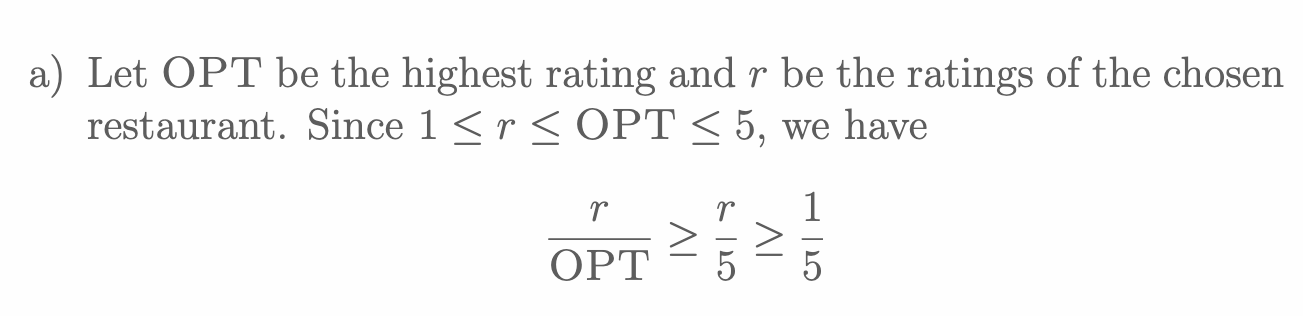 a) Let OPT be the highest rating and r be the ratings of the chosen
restaurant. Since 1 ≤ r ≤ OPT ≤ 5, we have
r/OPT ≥ r/5 ≥ 1/5